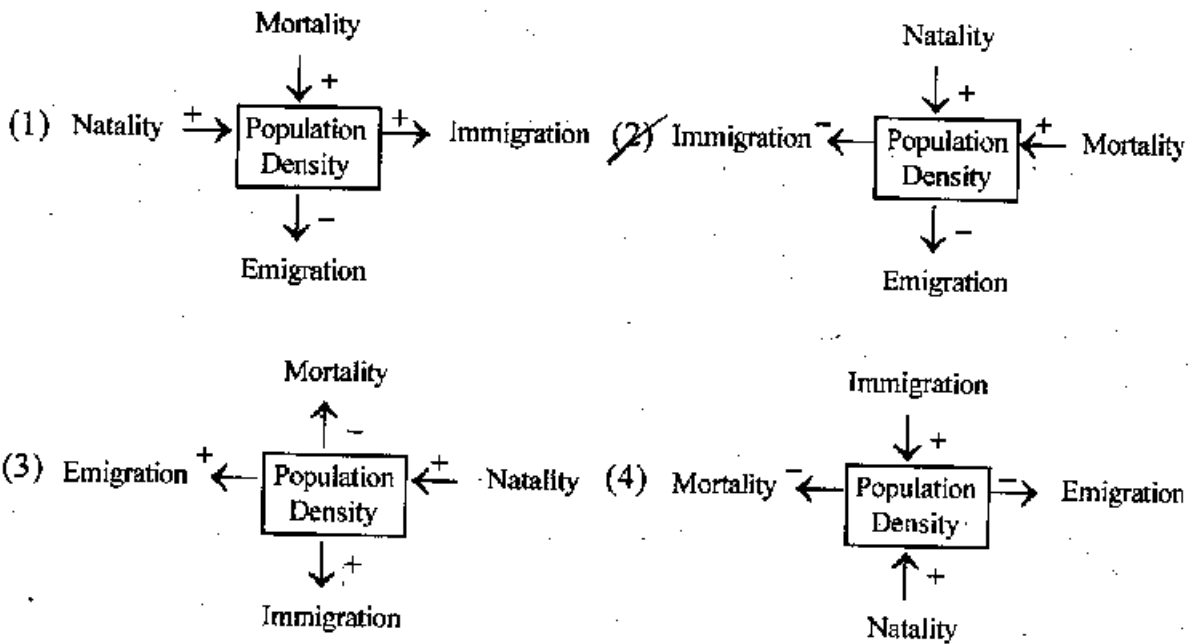 Mortality
+
(1) Natality + Population Density + Immigration
−
Emigration
Natality
+
(2) Immigration − Population Density + Mortality
−
Emigration
Mortality
−
(3) Emigration + Population Density + Natality
+
Immigration
Immigration
+
(4) Mortality − Population Density − Emigration
+
Natality